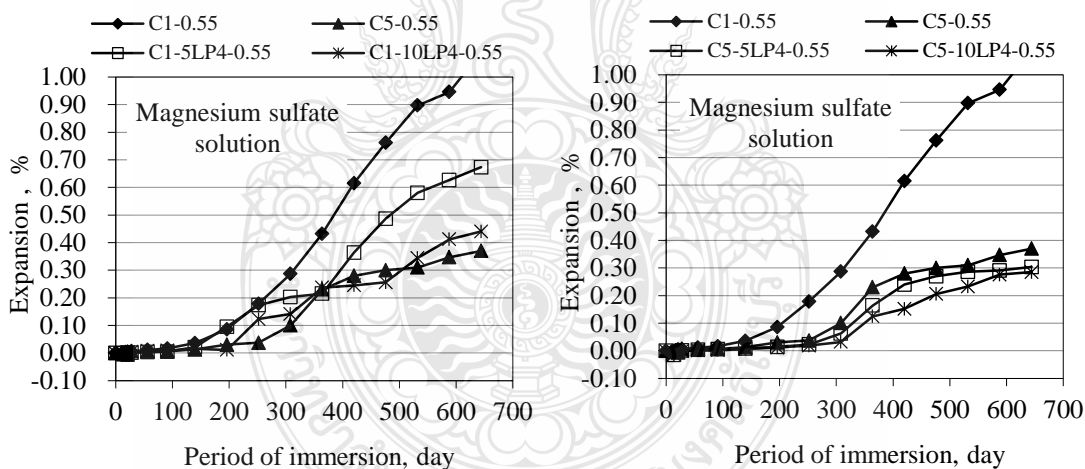 C1-0.55 C5-0.55
C1-5LP4-0.55 C1-10LP4-0.55
Magnesium sulfate
solution
Expansion , %
1.00
0.90
0.80
0.70
0.60
0.50
0.40
0.30
0.20
0.10
0.00
-0.10
0 100 200 300 400 500 600 700
Period of immersion, day
C1-0.55 C5-0.55
C5-5LP4-0.55 C5-10LP4-0.55
Magnesium sulfate
solution
Expansion , %
1.00
0.90
0.80
0.70
0.60
0.50
0.40
0.30
0.20
0.10
0.00
-0.10
0 100 200 300 400 500 600 700
Period of immersion, day